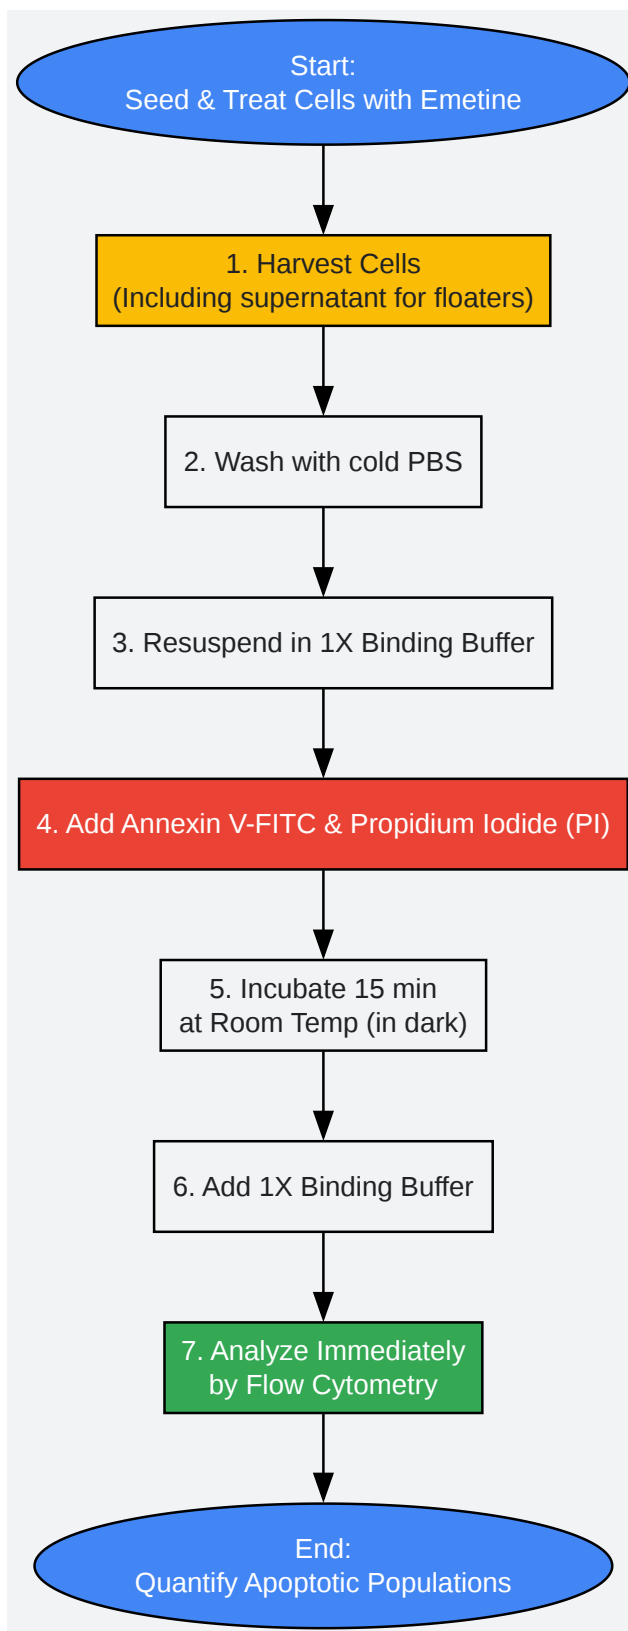 Start:
Seed & Treat Cells with Emetine
1. Harvest Cells
(Including supernatant for floaters)
2. Wash with cold PBS
3. Resuspend in 1X Binding Buffer
4. Add Annexin V-FITC & Propidium Iodide (PI)
5. Incubate 15 min
at Room Temp (in dark)
6. Add 1X Binding Buffer
7. Analyze Immediately
by Flow Cytometry
End:
Quantify Apoptotic Populations